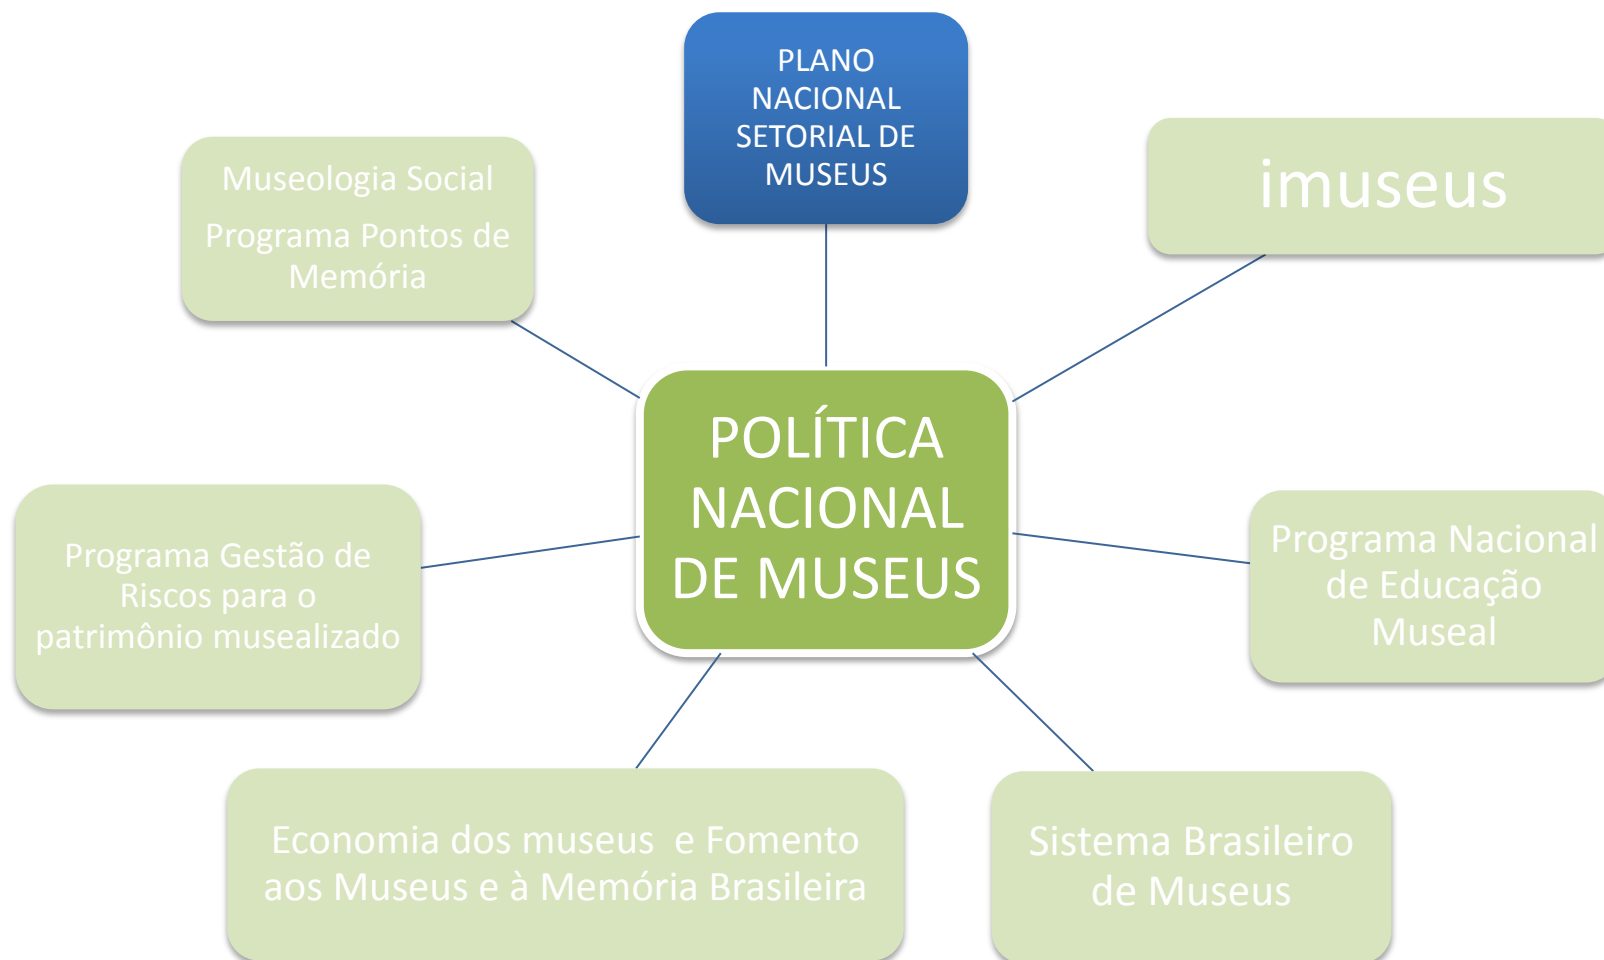 PLANO
NACIONAL
SETORIAL DE
MUSEUS
Museologia Social
Programa Pontos de
Memória
imuseus
POLÍTICA
NACIONAL
DE MUSEUS
Programa Gestão de
Riscos para o
patrimônio musealizado
Programa Nacional
de Educação
Museal
Economia dos museus e Fomento
aos Museus e à Memória Brasileira
Sistema Brasileiro
de Museus